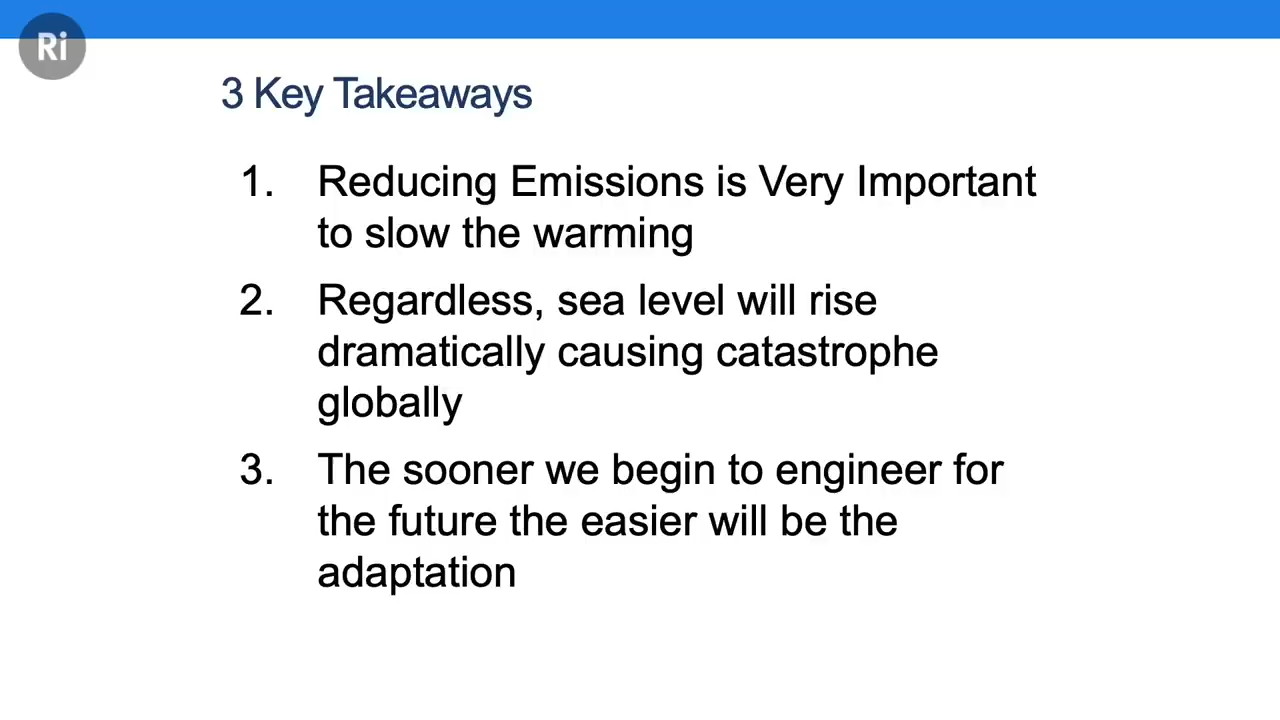 Ri
3 Key Takeaways
1. Reducing Emissions is Very Important
to slow the warming
2. Regardless, sea level will rise
dramatically causing catastrophe
globally
3. The sooner we begin to engineer for
the future the easier will be the
adaptation